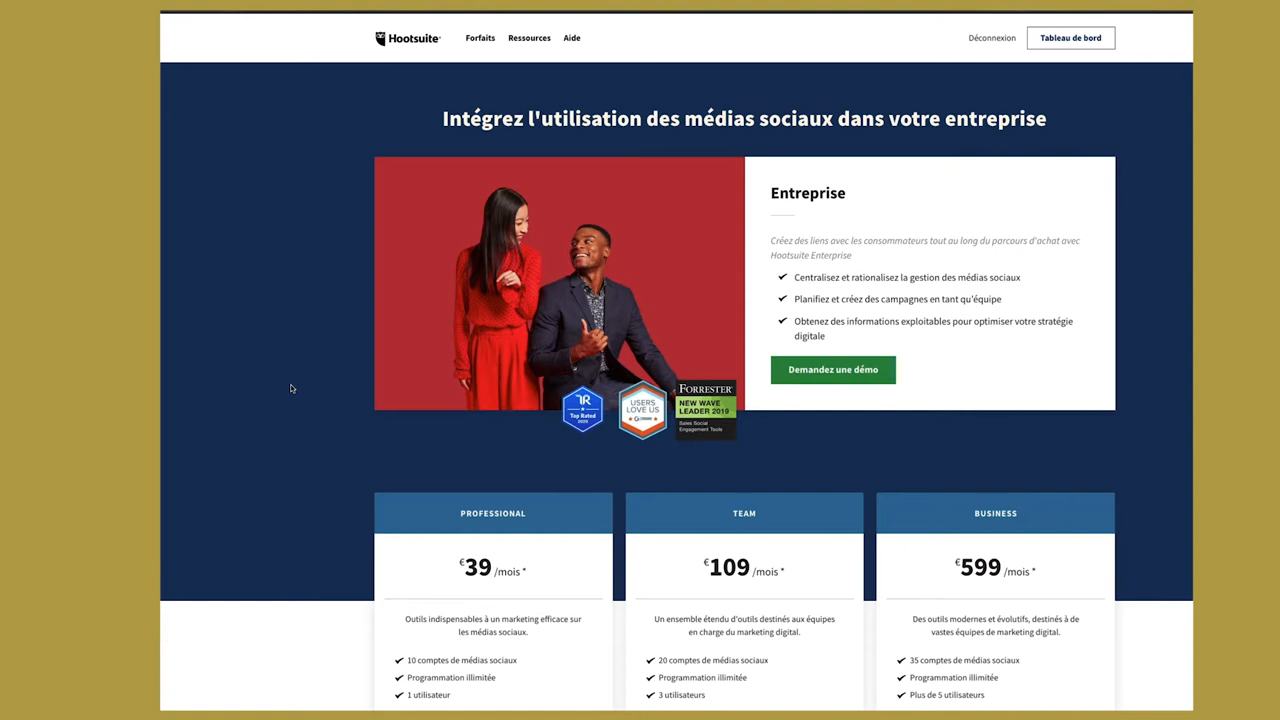 Hootsuite
Forfaits
Ressources
Aide
Déconnexion
Tableau de bord
Intégrez l'utilisation des médias sociaux dans votre entreprise
Entreprise
Créez des liens avec les consommateurs tout au long du parcours d'achat avec
Hootsuite Enterprise
Centralisez et rationalisez la gestion des médias sociaux
Planifiez et créez des campagnes en tant qu'équipe
Obtenez des informations exploitables pour optimiser votre stratégie
digitale
Demandez une démo
TR
Top Rated
2020
USERS
LOVE US
FORRESTER
NEW WAVE
LEADER 2019
Sales Social
Engagement Tools
PROFESSIONAL
€39 /mois *
Outils indispensables à un marketing efficace sur
les médias sociaux.
10 comptes de médias sociaux
Programmation illimitée
1 utilisateur
TEAM
€109 /mois *
Un ensemble étendu d'outils destinés aux équipes
en charge du marketing digital.
20 comptes de médias sociaux
Programmation illimitée
3 utilisateurs
BUSINESS
€599 /mois *
Des outils modernes et évolutifs, destinés à de
vastes équipes de marketing digital.
35 comptes de médias sociaux
Programmation illimitée
Plus de 5 utilisateurs